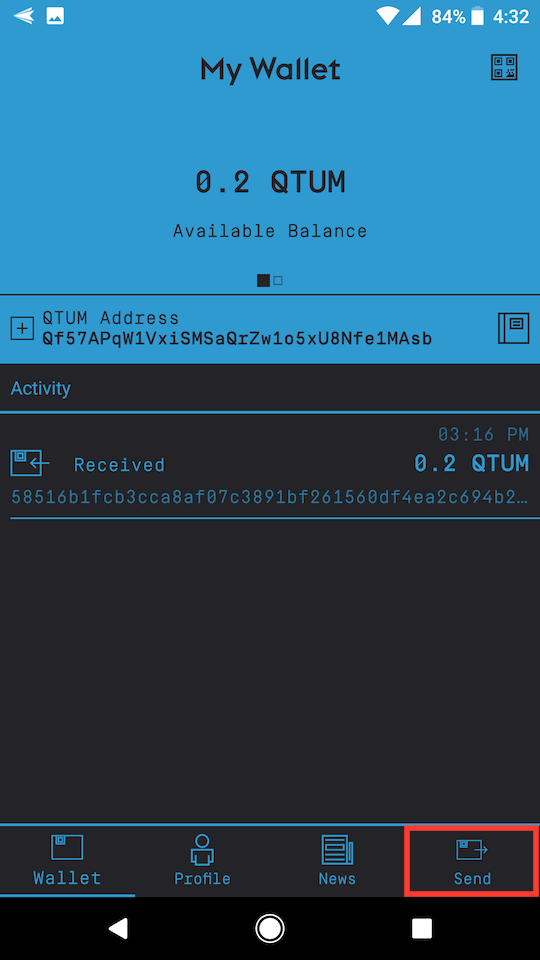 84% 4:32
My Wallet
0.2 QTUM
Available Balance
QTUM Address
Qf57APqW1VxiSMSaQrZw1o5xU8Nfe1MAsb
Activity
03:16 PM
Received 0.2 QTUM
58516b1fcb3cca8af07c3891bf261560df4ea2c694b2…
Wallet Profile News Send